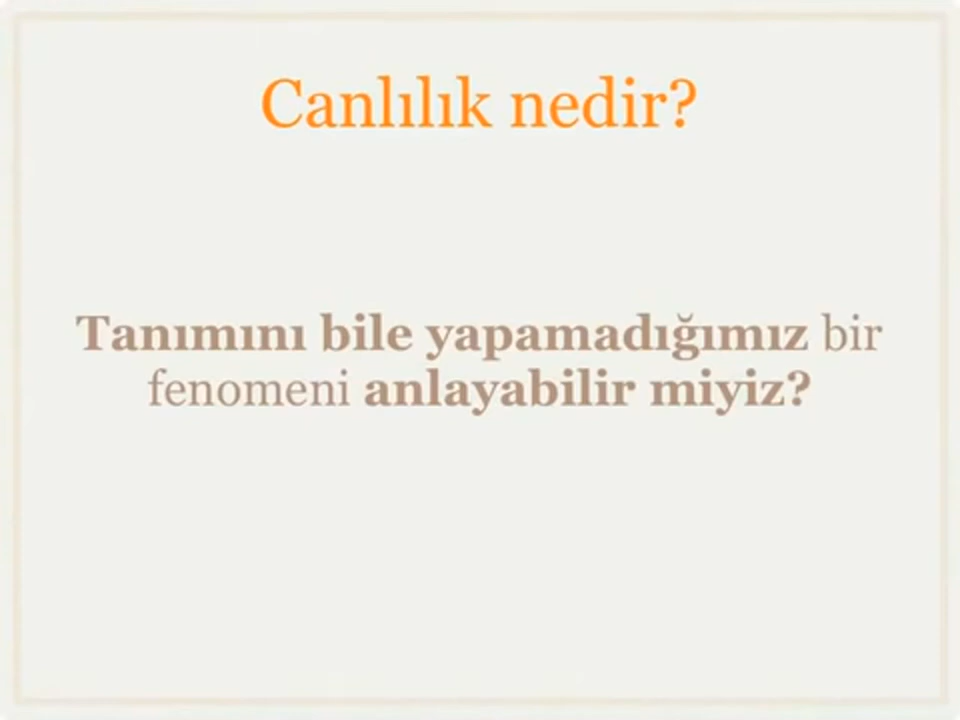 Canlılık nedir?
Tanımını bile yapamadığımız bir
fenomeni anlayabilir miyiz?